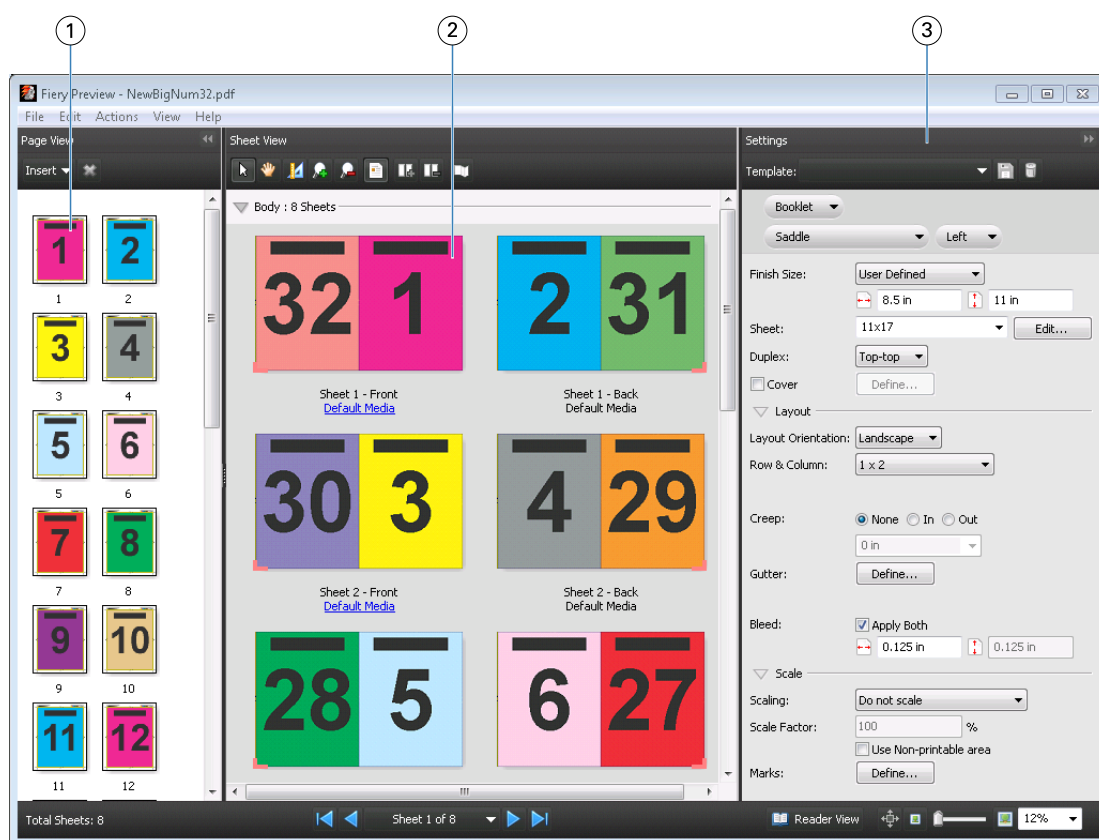 1 2 3
Fiery Preview - NewBigNum32.pdf
File Edit Actions View Help
Page View
Insert
1 2
1 2
3 4
3 4
5 6
5 6
7 8
7 8
9 10
9 10
11 12
11 12
Sheet View
Body : 8 Sheets
32 1 2 31
Sheet 1 - Front Sheet 1 - Back
Default Media Default Media
30 3 4 29
Sheet 2 - Front Sheet 2 - Back
Default Media Default Media
28 5 6 27
Settings
Template:
Booklet
Saddle Left
Finish Size: User Defined
8.5 in 11 in
Sheet: 11x17 Edit...
Duplex: Top-top
Cover Define...
Layout
Layout Orientation: Landscape
Row & Column: 1 x 2
Creep: None In Out
0 in
Gutter: Define...
Bleed: Apply Both
0.125 in 0.125 in
Scale
Scaling: Do not scale
Scale Factor: 100 %
Use Non-printable area
Marks: Define...
Total Sheets: 8 Sheet 1 of 8 Reader View 12%